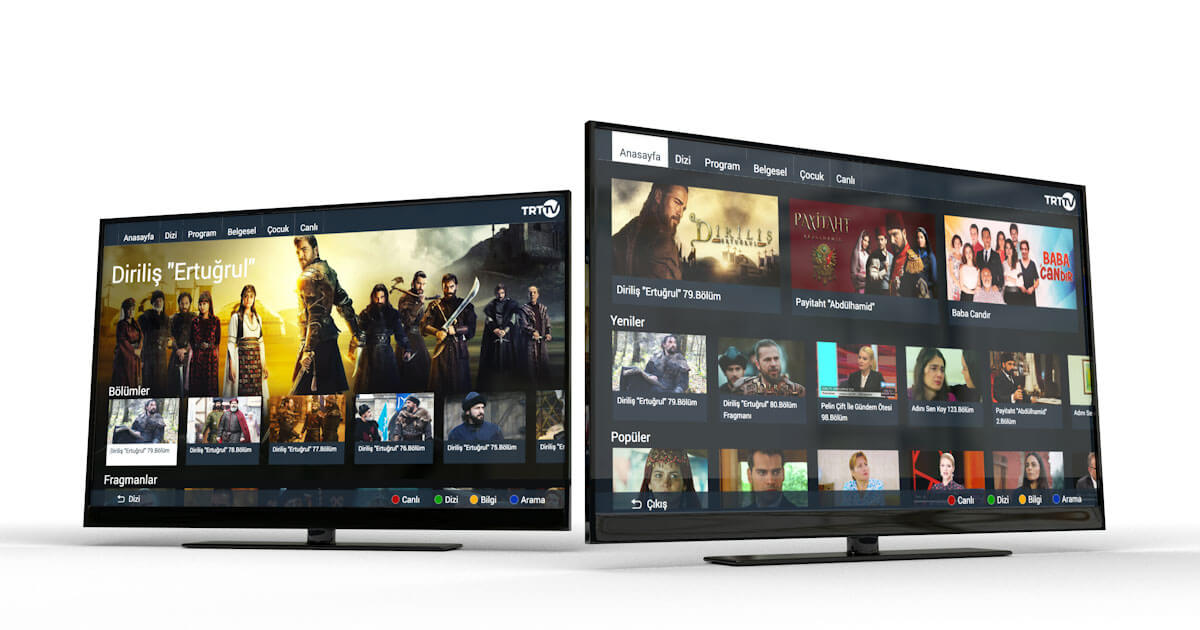 TRT TV
Anasayfa Dizi Program Belgesel Çocuk Canlı
Diriliş "Ertuğrul"
Bölümler
Diriliş "Ertuğrul" 79.Bölüm
Diriliş "Ertuğrul" 78.Bölüm
Diriliş "Ertuğrul" 77.Bölüm
Diriliş "Ertuğrul" 76.Bölüm
Diriliş "Ertuğrul" 75.Bölüm
Diriliş "Ertuğ
Fragmanlar
Dizi
Canlı Dizi Bilgi Arama
Anasayfa Dizi Program Belgesel Çocuk Canlı
TRT TV
DİRİLİŞ
ERTUĞRUL
PAYİTAHT
ABDÜLHAMİD
BABA
CANDIR
Diriliş "Ertuğrul" 79.Bölüm
Payitaht "Abdülhamid"
Baba Candır
Yeniler
Diriliş "Ertuğrul" 79.Bölüm
Diriliş "Ertuğrul" 80.Bölüm
Fragmanı
Pelin Çift İle Gündem Ötesi
98.Bölüm
Adını Sen Koy 123.Bölüm
Payitaht "Abdülhamid"
2.Bölüm
Adını Sen
Popüler
Çıkış
Canlı Dizi Bilgi Arama